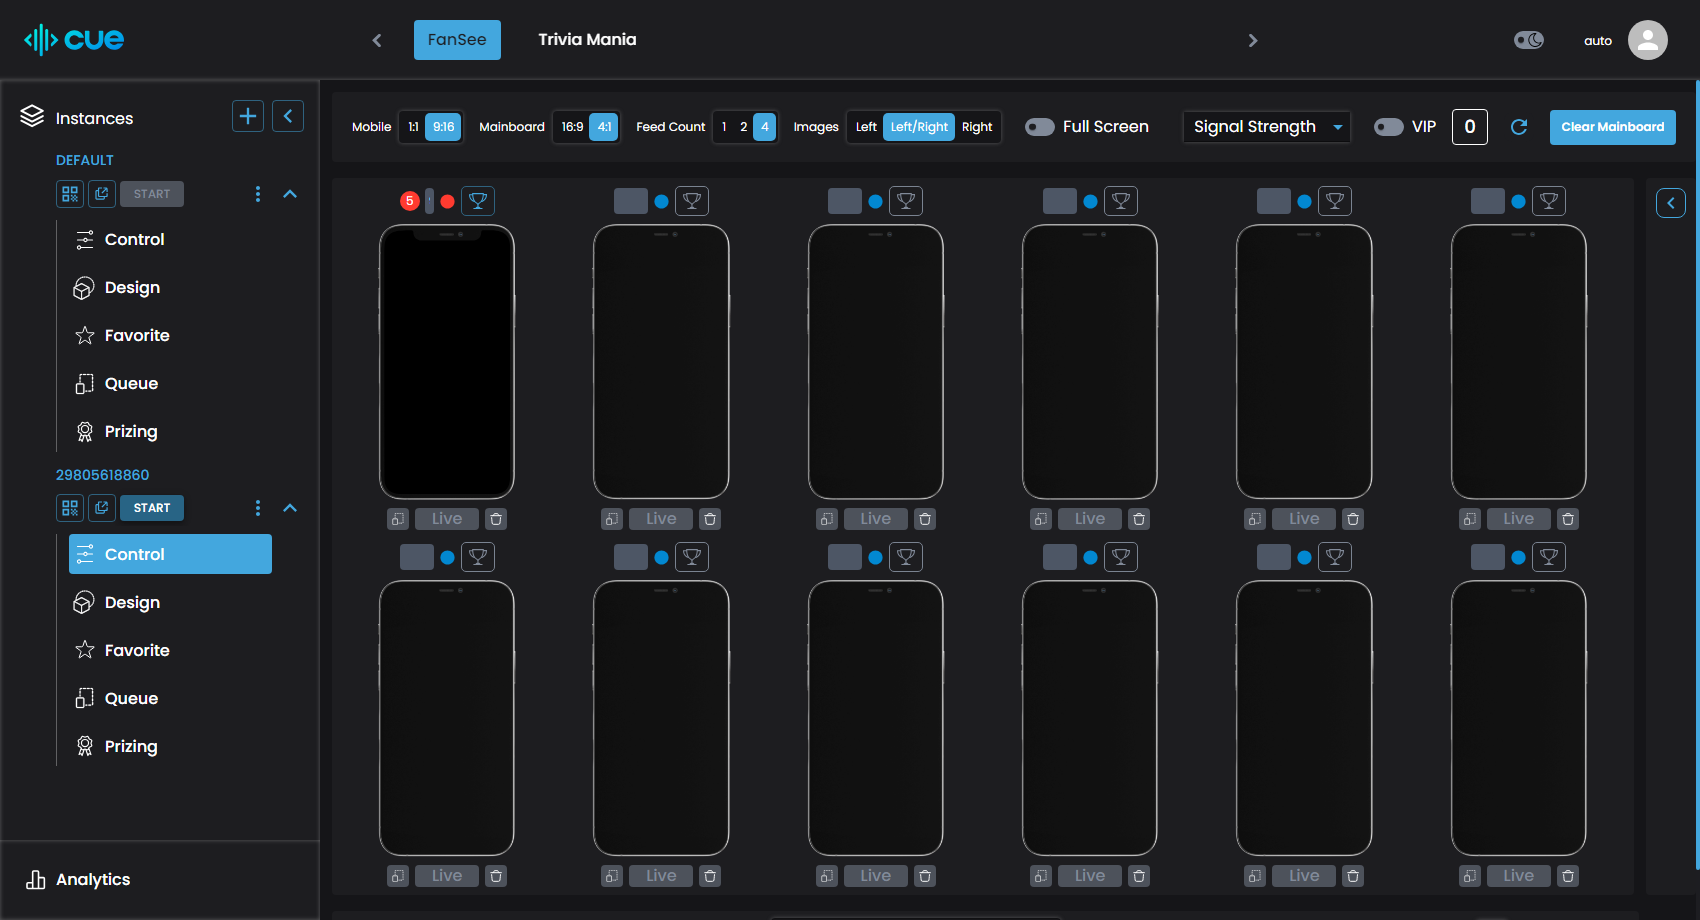 cue
FanSee
Trivia Mania
auto
Instances
DEFAULT
START
Control
Design
Favorite
Queue
Prizing
29805618860
START
Control
Design
Favorite
Queue
Prizing
Analytics
Mobile 1:1 9:16 Mainboard 16:9 4:1 Feed Count 1 2 4 Images Left Left/Right Right Full Screen Signal Strength VIP 0 Clear Mainboard
5
Live Live Live Live Live Live
Live Live Live Live Live Live